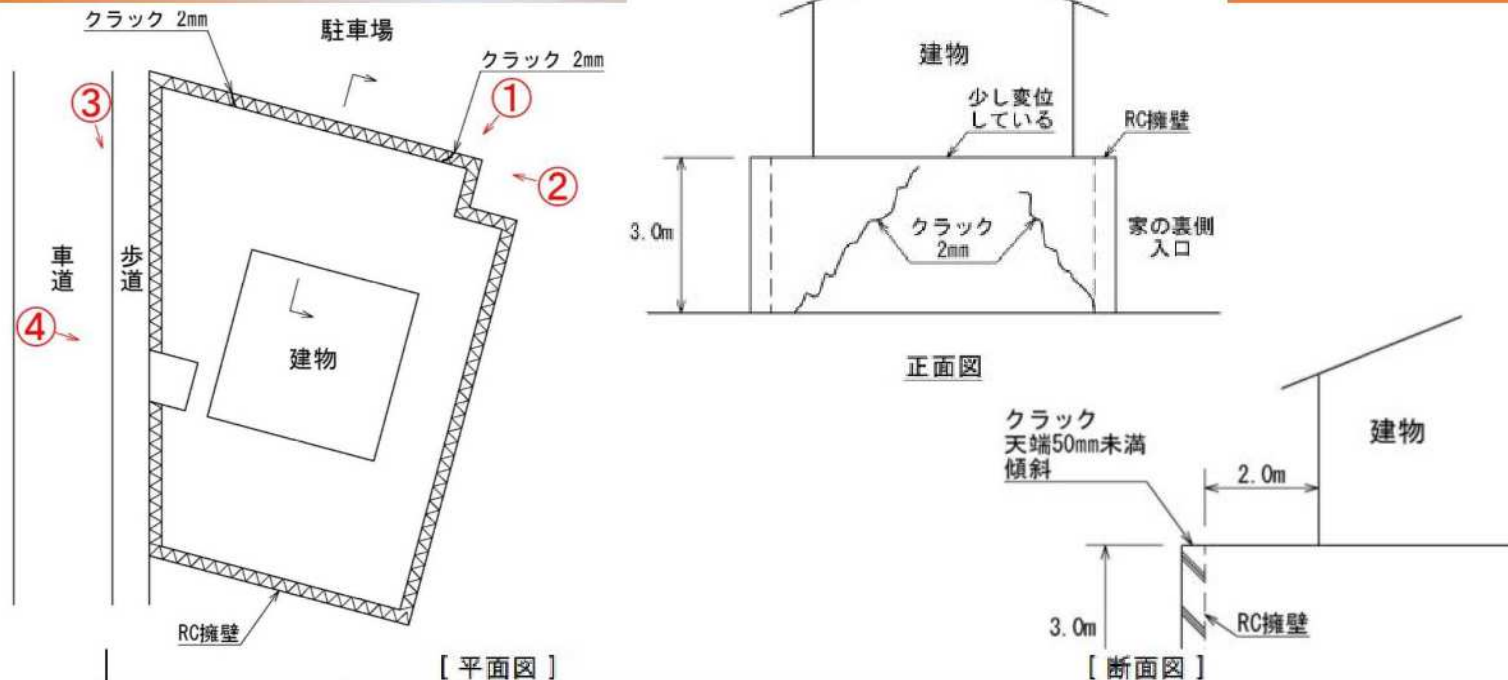 クラック 2mm
駐車場
クラック 2mm
①
②
③
④
車道
歩道
建物
RC擁壁
[ 平面図 ]
建物
少し変位
している
RC擁壁
3.0m
クラック
2mm
家の裏側
入口
正面図
クラック
天端50mm未満
傾斜
2.0m
建物
3.0m
RC擁壁
[ 断面図 ]